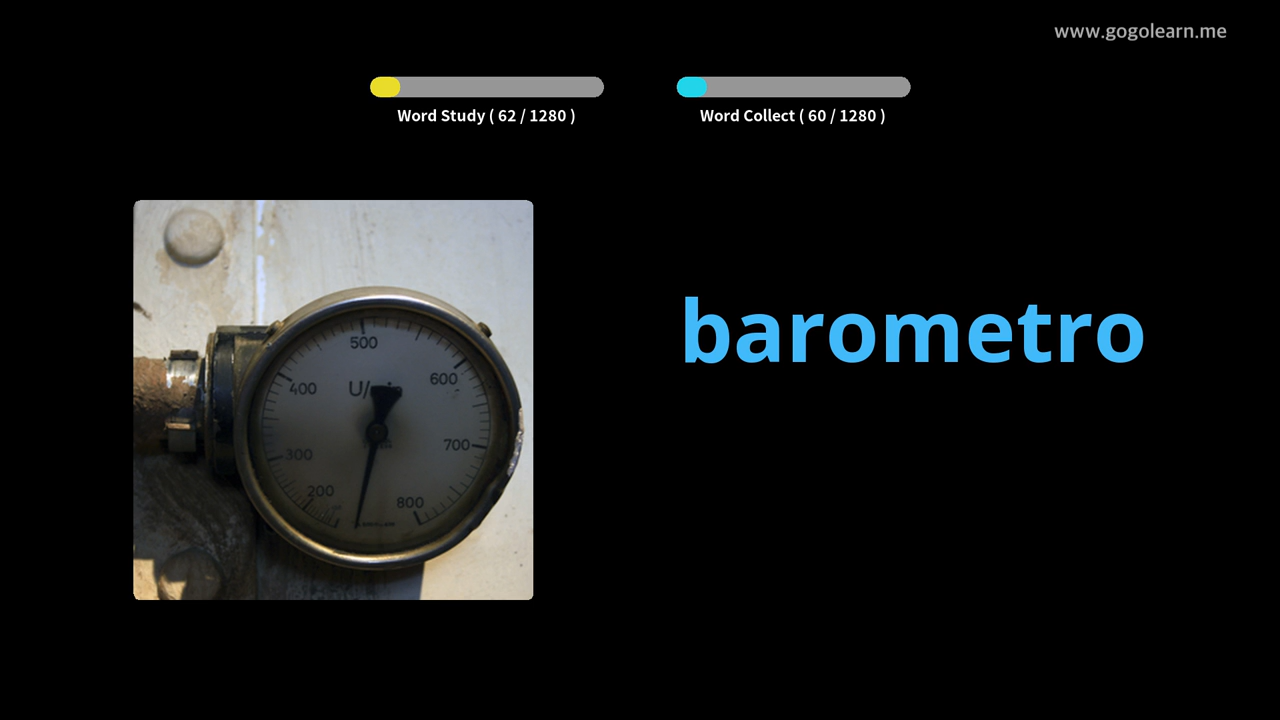 www.gogolearn.me
Word Study ( 62 / 1280 )
Word Collect ( 60 / 1280 )
barometro
500
400
600
300
700
200
800